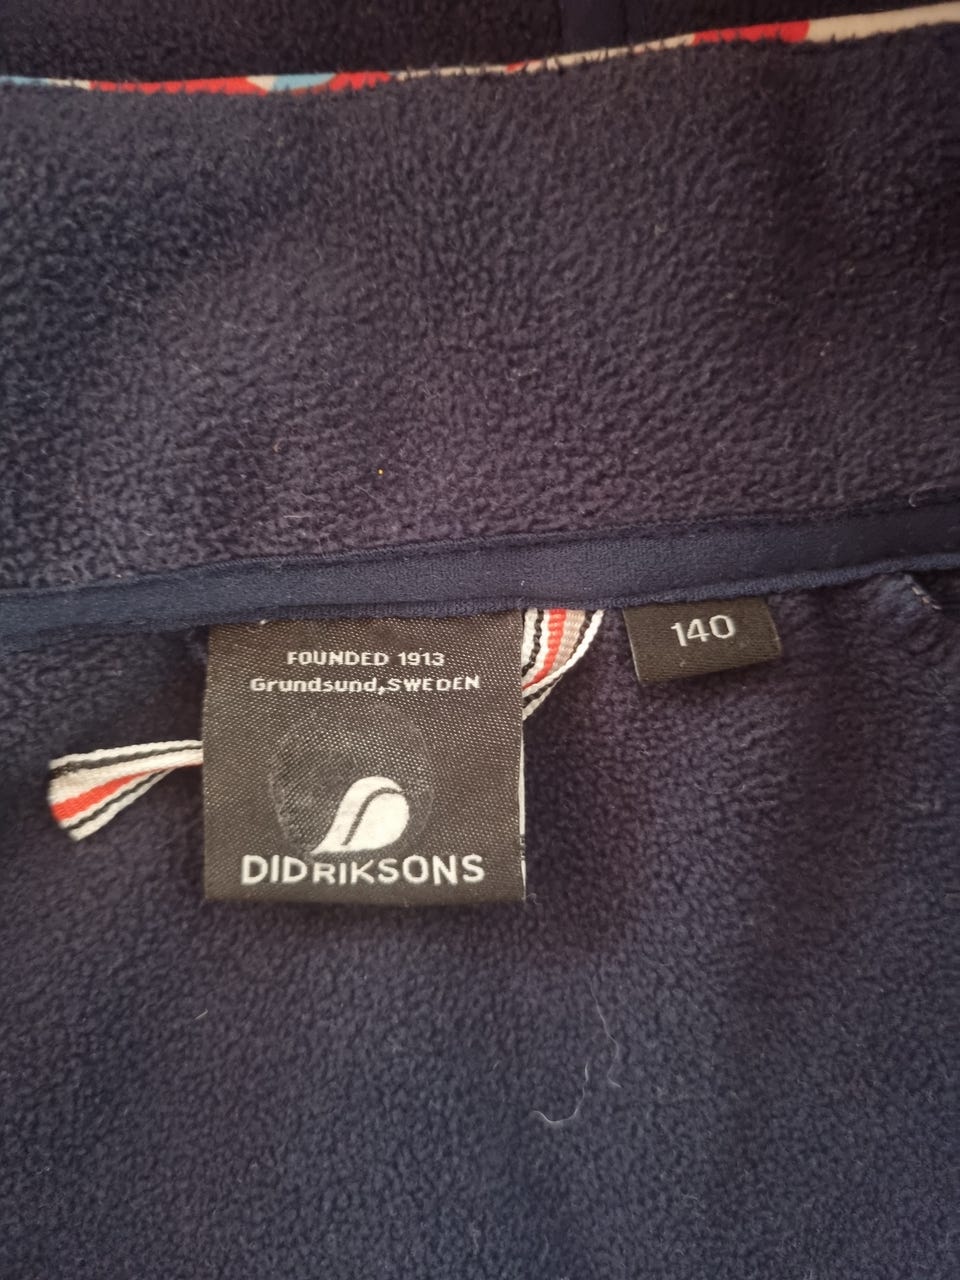 FOUNDED 1913
Grundsund,SWEDEN
DIDRIKSONS
140